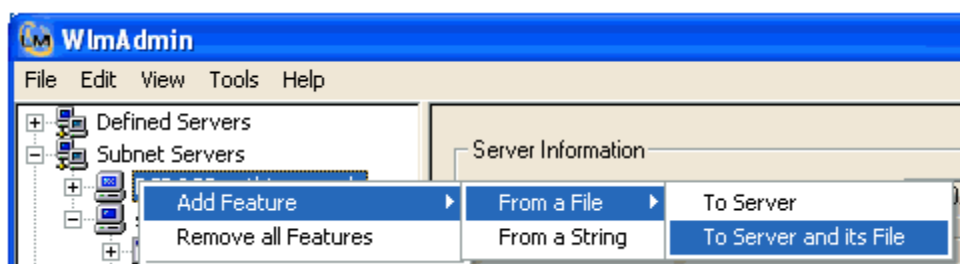 WlmAdmin
File Edit View Tools Help
Defined Servers
Subnet Servers
Server Information
Add Feature
From a File
To Server
Remove all Features
From a String
To Server and its File